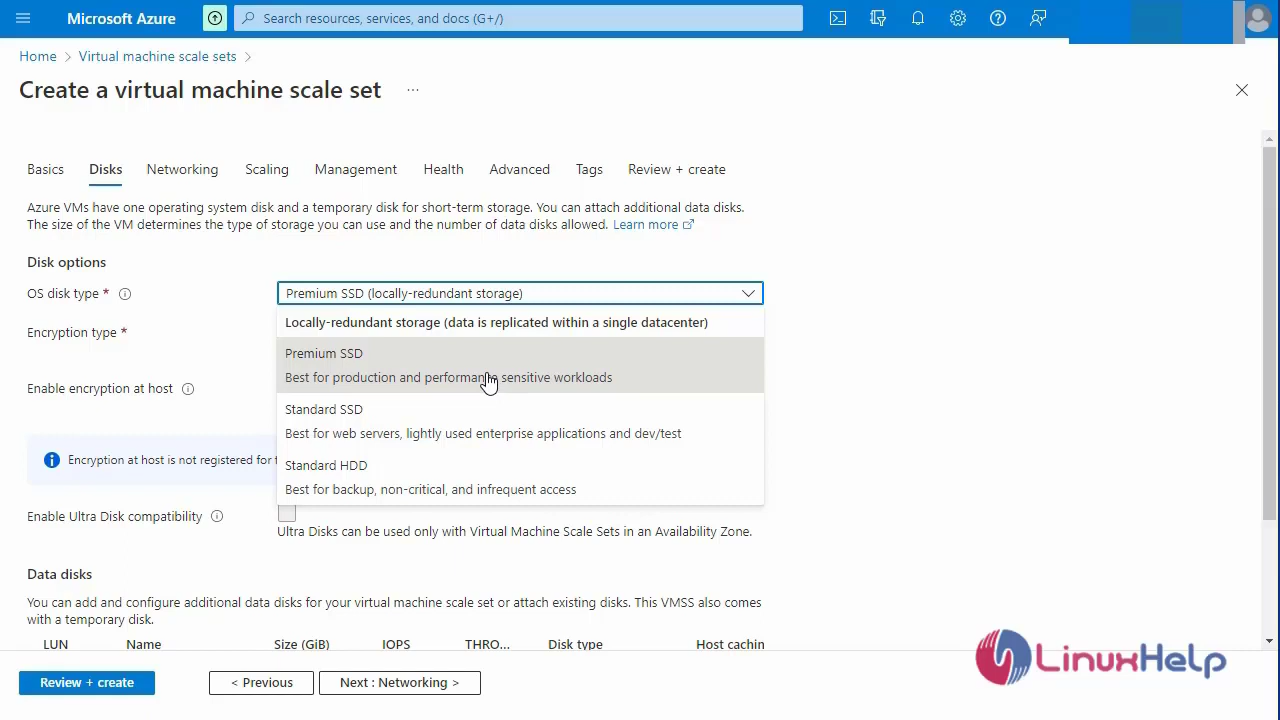 Microsoft Azure
Search resources, services, and docs (G+/)
Home > Virtual machine scale sets >
Create a virtual machine scale set ...
Basics Disks Networking Scaling Management Health Advanced Tags Review + create
Azure VMs have one operating system disk and a temporary disk for short-term storage. You can attach additional data disks.
The size of the VM determines the type of storage you can use and the number of data disks allowed. Learn more
Disk options
OS disk type *
Premium SSD (locally-redundant storage)
Locally-redundant storage (data is replicated within a single datacenter)
Encryption type *
Premium SSD
Best for production and performance sensitive workloads
Enable encryption at host
Standard SSD
Best for web servers, lightly used enterprise applications and dev/test
Encryption at host is not registered for
Standard HDD
Best for backup, non-critical, and infrequent access
Enable Ultra Disk compatibility
Ultra Disks can be used only with Virtual Machine Scale Sets in an Availability Zone.
Data disks
You can add and configure additional data disks for your virtual machine scale set or attach existing disks. This VMSS also comes
with a temporary disk.
LUN Name Size (GiB) IOPS THRO... Disk type Host cachin
Review + create < Previous Next : Networking >
LinuxHelp